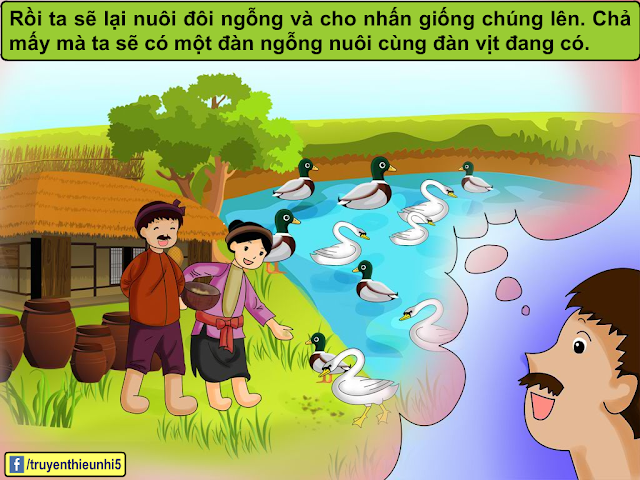 Rồi ta sẽ lại nuôi đôi ngỗng và cho nhấn giống chúng lên. Chả
mấy mà ta sẽ có một đàn ngỗng nuôi cùng đàn vịt đang có.
f /truyenthieunhi5